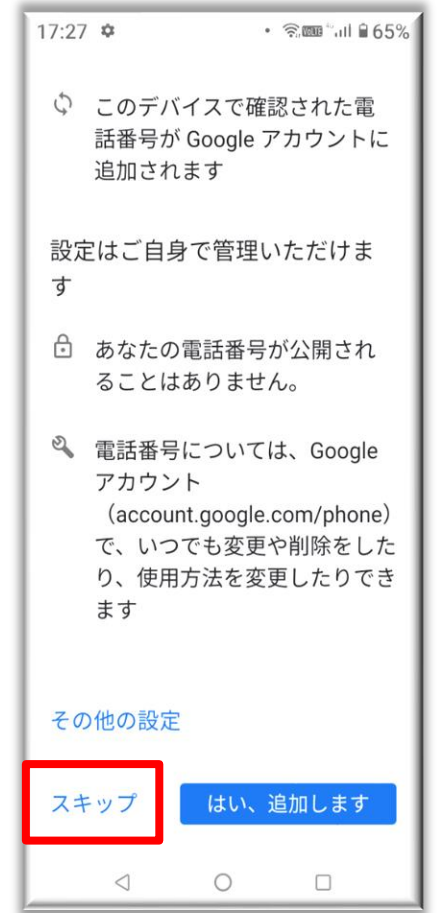 17:27 65%
このデバイスで確認された電
話番号が Google アカウントに
追加されます
設定はご自身で管理いただけま
す
あなたの電話番号が公開され
ることはありません。
電話番号については、Google
アカウント
（account.google.com/phone）
で、いつでも変更や削除をした
り、使用方法を変更したりでき
ます
その他の設定
スキップ はい、追加します